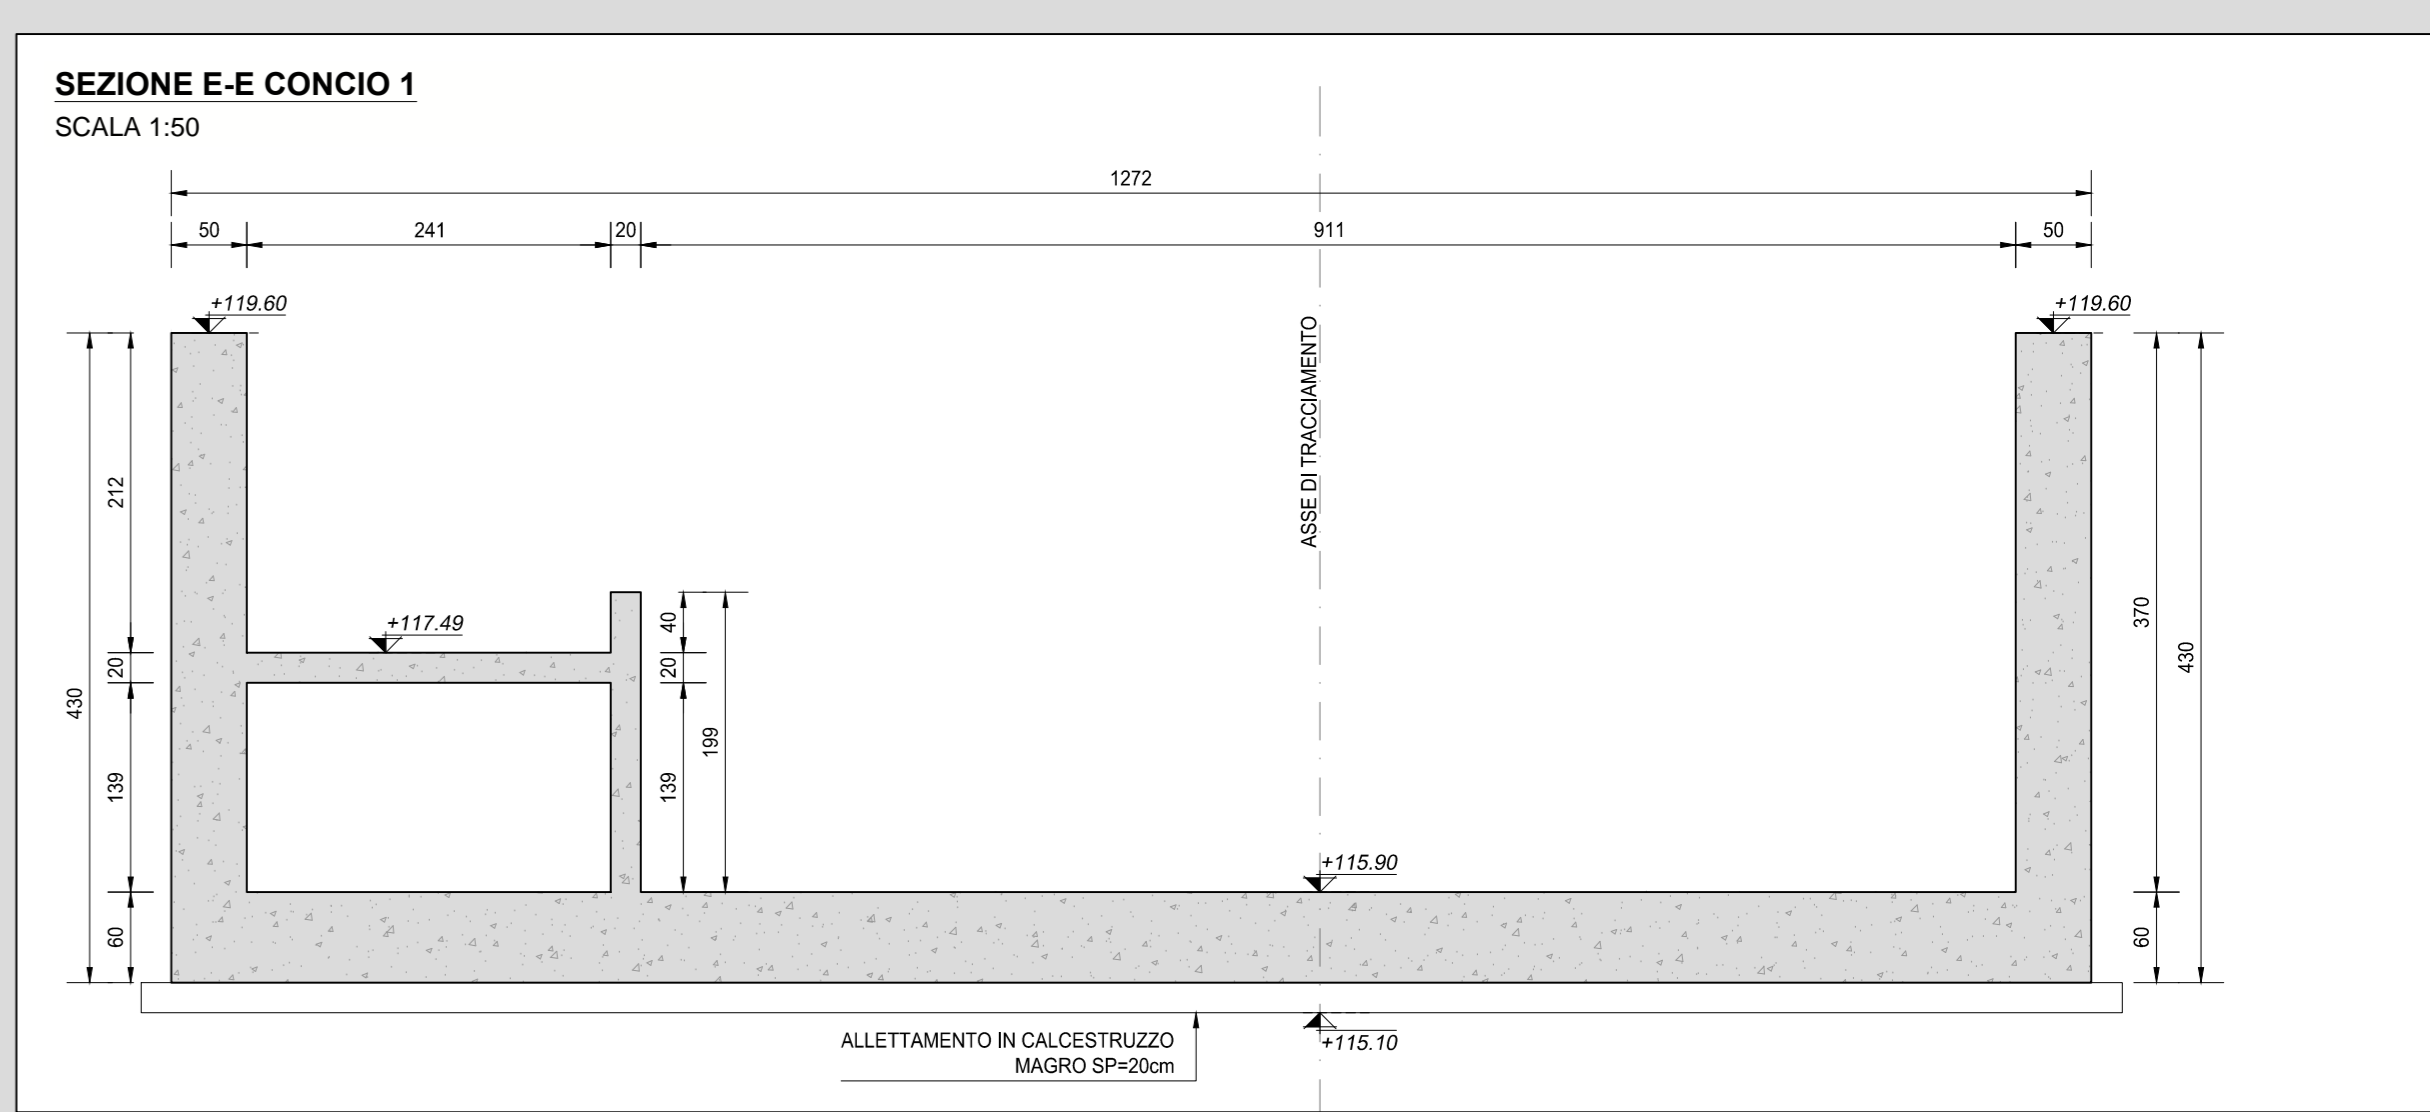 SEZIONE E-E CONCIO 1
SCALA 1:50
1272
50 241 20 911 50
+119.60 +119.60
ASSE DI TRACCIAMENTO
212
+117.49
40
20 20
430
139 139
199
370
430
+115.90
60 60
ALLETTAMENTO IN CALCESTRUZZO
MAGRO SP=20cm
+115.10